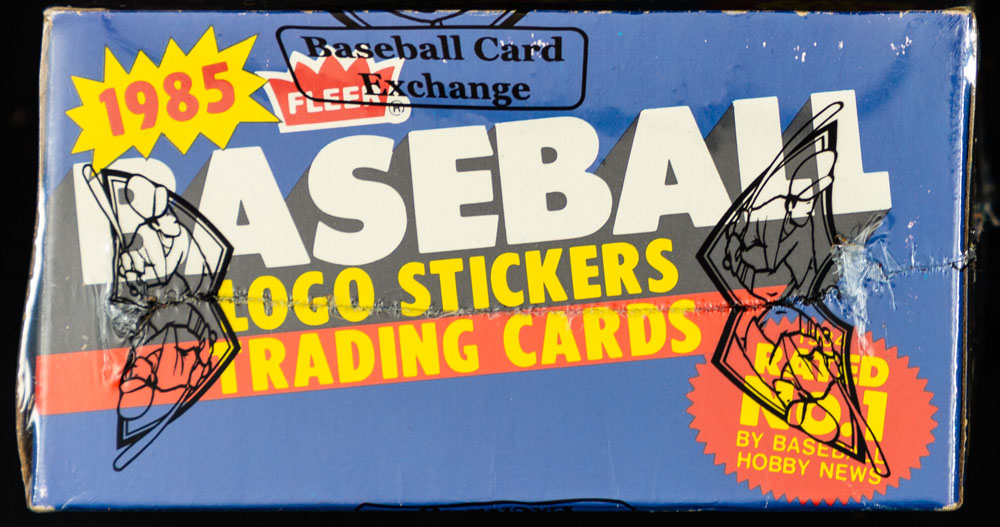 Baseball Card
Exchange
1985
FLEER®
BASEBALL
LOGO STICKERS
TRADING CARDS
RATED
No.1
BY BASEBALL
HOBBY NEWS